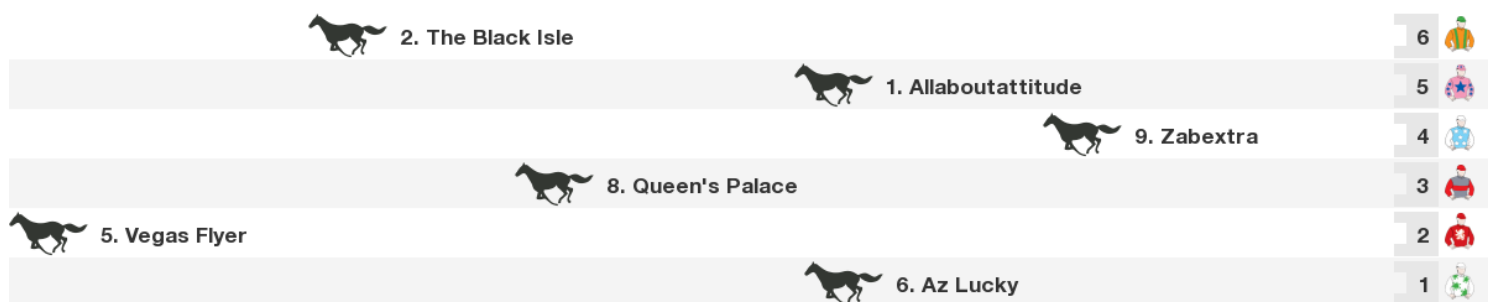 2. The Black Isle 6
1. Allaboutattitude 5
9. Zabextra 4
8. Queen's Palace 3
5. Vegas Flyer 2
6. Az Lucky 1